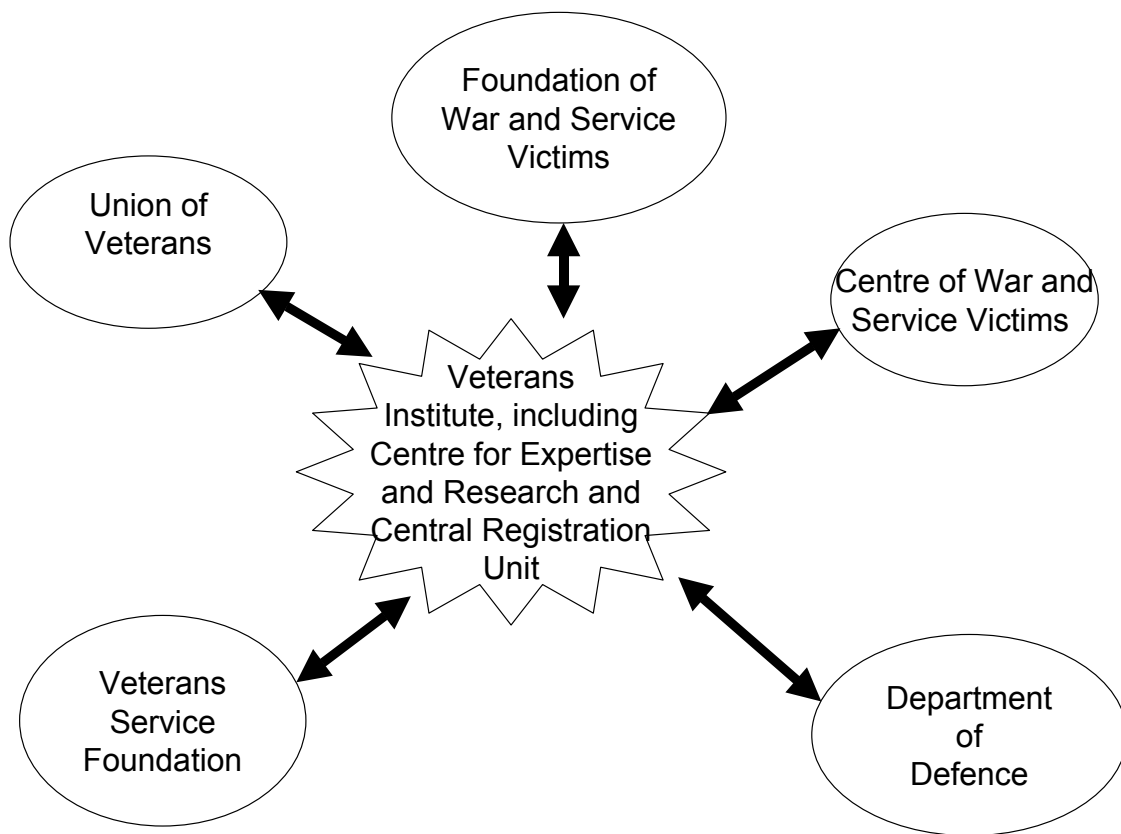 Foundation of
War and Service
Victims
Union of
Veterans
Centre of War and
Service Victims
Veterans
Institute, including
Centre for Expertise
and Research and
Central Registration
Unit
Veterans
Service
Foundation
Department
of
Defence